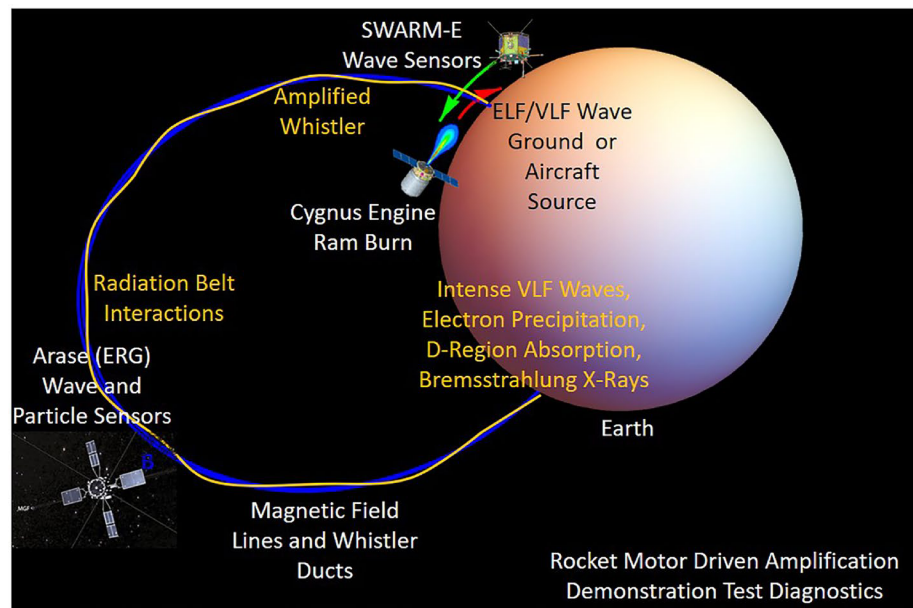 SWARM-E
Wave Sensors
Amplified
Whistler
ELF/VLF Wave
Ground or
Aircraft
Source
Cygnus Engine
Ram Burn
Radiation Belt
Interactions
Intense VLF Waves,
Electron Precipitation,
D-Region Absorption,
Bremsstrahlung X-Rays
Arase (ERG)
Wave and
Particle Sensors
Earth
B
MGF
Magnetic Field
Lines and Whistler
Ducts
Rocket Motor Driven Amplification
Demonstration Test Diagnostics